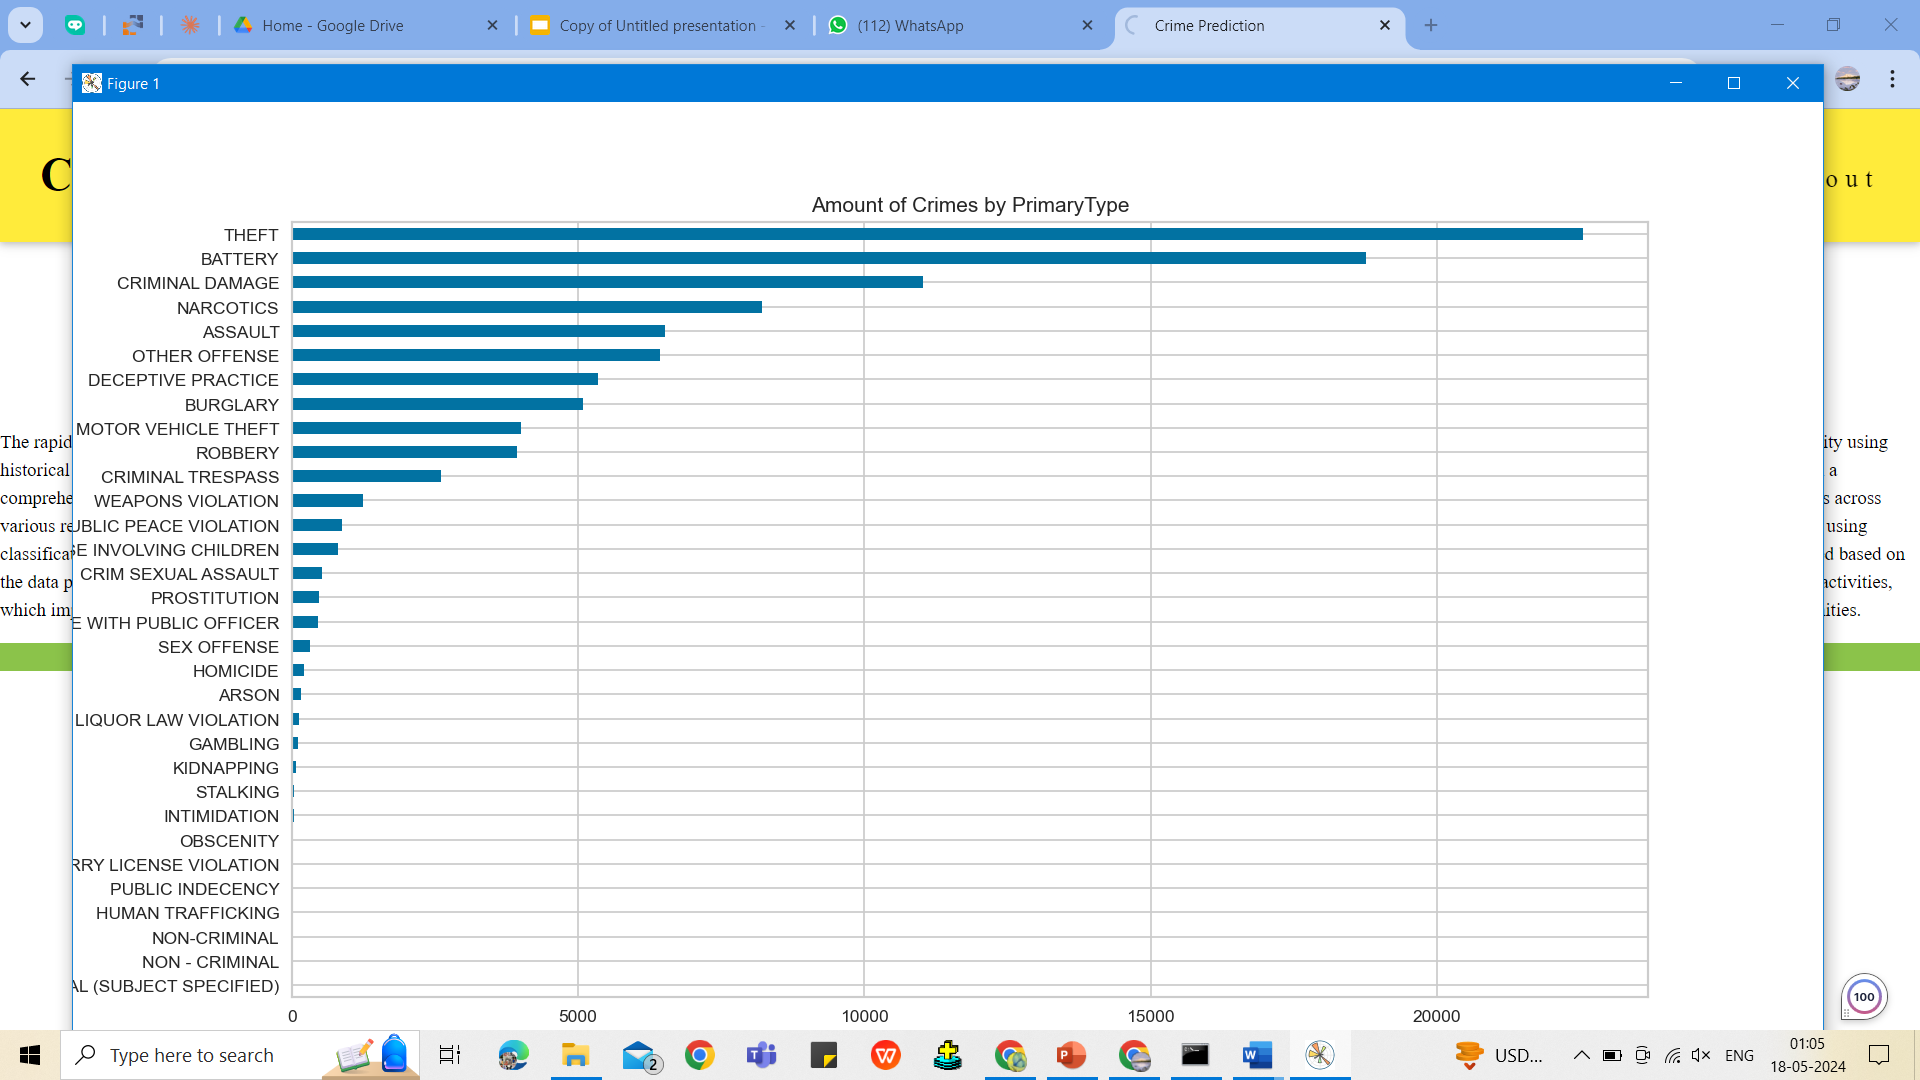 Home - Google Drive
Copy of Untitled presentation -
(112) WhatsApp
Crime Prediction
Figure 1
C
out
Amount of Crimes by PrimaryType
THEFT
BATTERY
CRIMINAL DAMAGE
NARCOTICS
ASSAULT
OTHER OFFENSE
DECEPTIVE PRACTICE
BURGLARY
MOTOR VEHICLE THEFT
ROBBERY
CRIMINAL TRESPASS
WEAPONS VIOLATION
UBLIC PEACE VIOLATION
SE INVOLVING CHILDREN
CRIM SEXUAL ASSAULT
PROSTITUTION
E WITH PUBLIC OFFICER
SEX OFFENSE
HOMICIDE
ARSON
LIQUOR LAW VIOLATION
GAMBLING
KIDNAPPING
STALKING
INTIMIDATION
OBSCENITY
RRY LICENSE VIOLATION
PUBLIC INDECENCY
HUMAN TRAFFICKING
NON-CRIMINAL
NON - CRIMINAL
AL (SUBJECT SPECIFIED)
0 5000 10000 15000 20000
The rapid
historical
comprehe
various re
classifica
the data p
which im
ity using
a
s across
using
d based on
activities,
ities.
100
Type here to search
2
USD...
ENG
01:05
18-05-2024